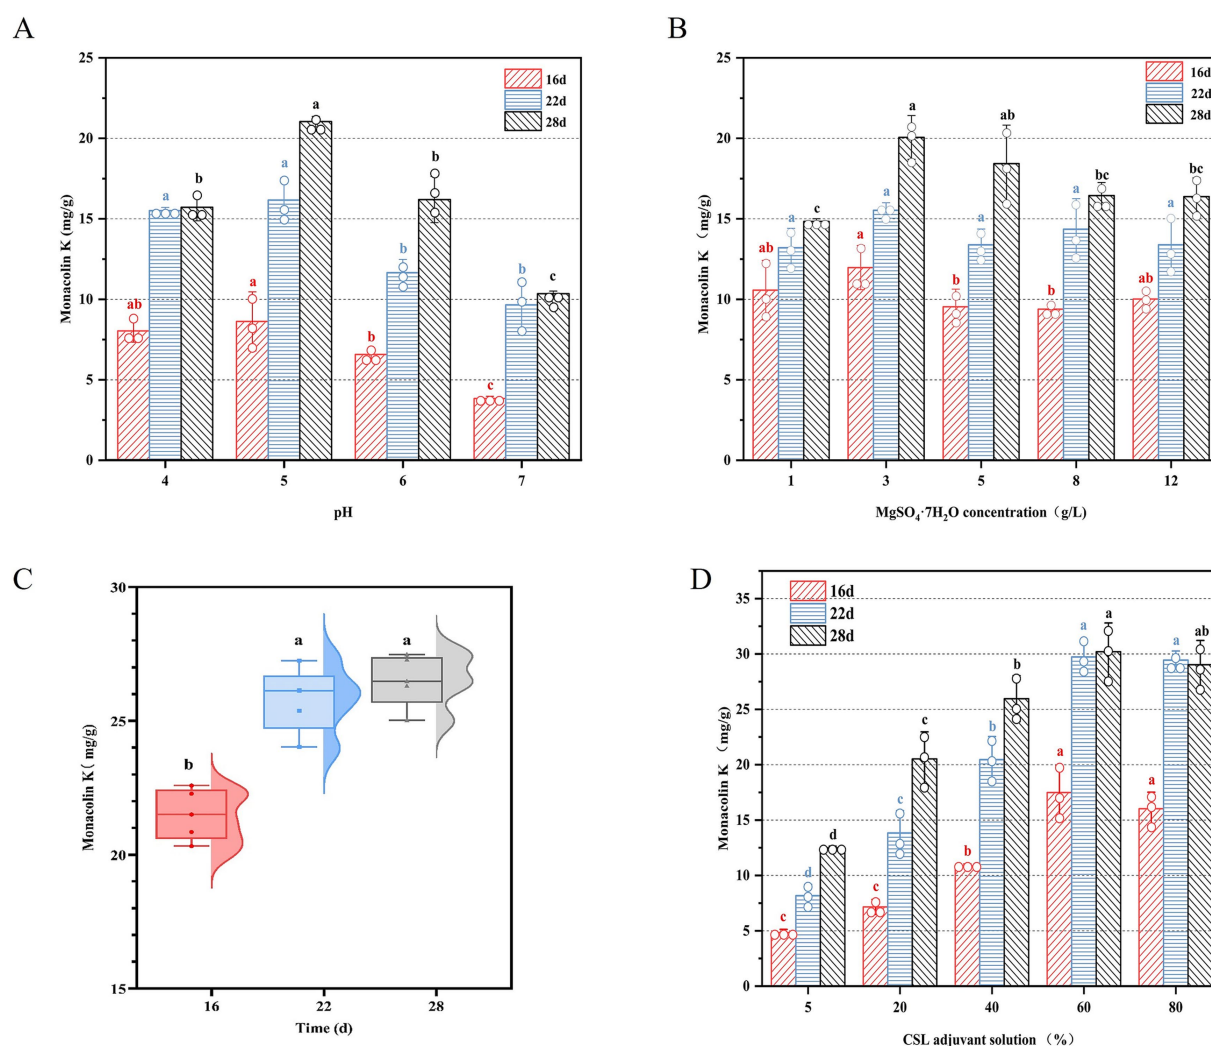 A
25
20
15
10
5
0
Monacolin K (mg/g)
16d
22d
28d
ab
a
b
a
a
a
b
b
b
c
b
c
4
5
6
7
pH
B
25
20
15
10
5
0
Monacolin K (mg/g)
16d
22d
28d
ab
a
c
a
a
a
b
a
ab
b
a
bc
ab
a
bc
1
3
5
8
12
MgSO₄·7H₂O concentration (g/L)
C
30
25
20
15
Monacolin K( mg/g)
b
a
a
16
22
28
Time (d)
D
35
30
25
20
15
10
5
0
Monacolin K (mg/g)
16d
22d
28d
c
d
d
c
c
c
b
b
b
a
a
a
a
a
ab
5
20
40
60
80
CSL adjuvant solution (%)